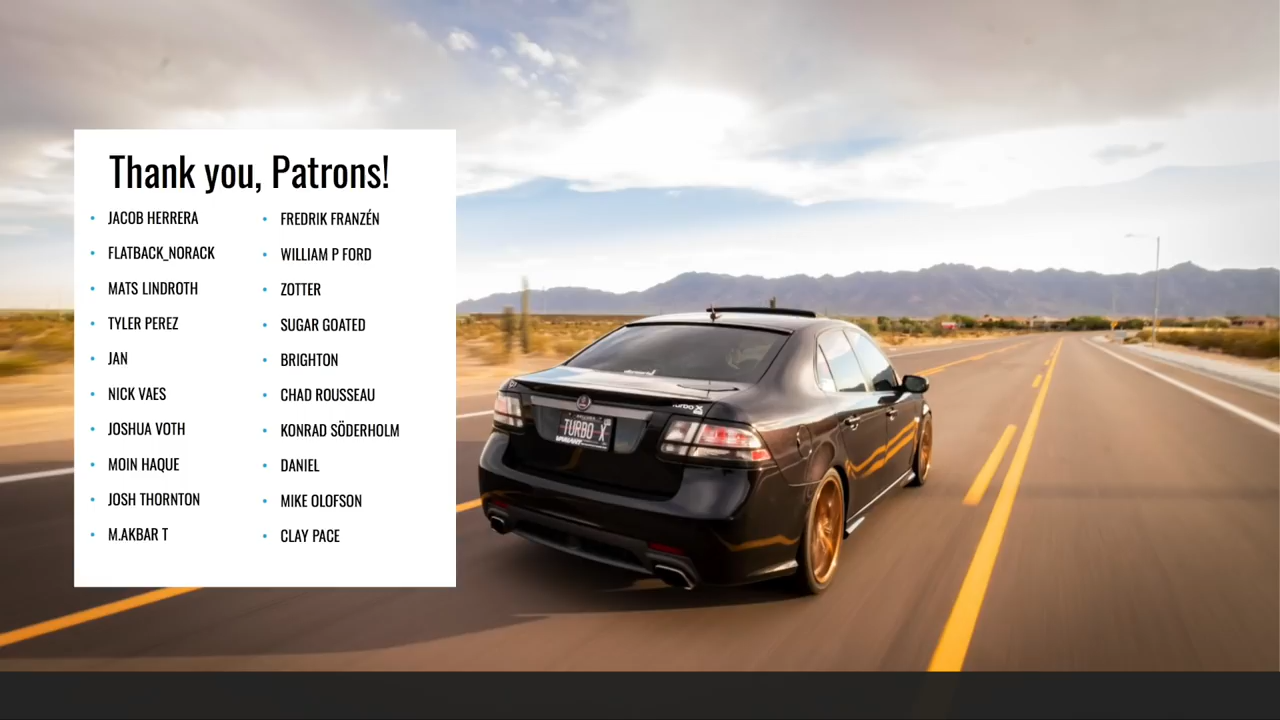 Thank you, Patrons!
JACOB HERRERA
FLATBACK_NORACK
MATS LINDROTH
TYLER PEREZ
JAN
NICK VAES
JOSHUA VOTH
MOIN HAQUE
JOSH THORNTON
M.AKBAR T
FREDRIK FRANZÉN
WILLIAM P FORD
ZOTTER
SUGAR GOATED
BRIGHTON
CHAD ROUSSEAU
KONRAD SÖDERHOLM
DANIEL
MIKE OLOFSON
CLAY PACE
turbo X
TURBO X